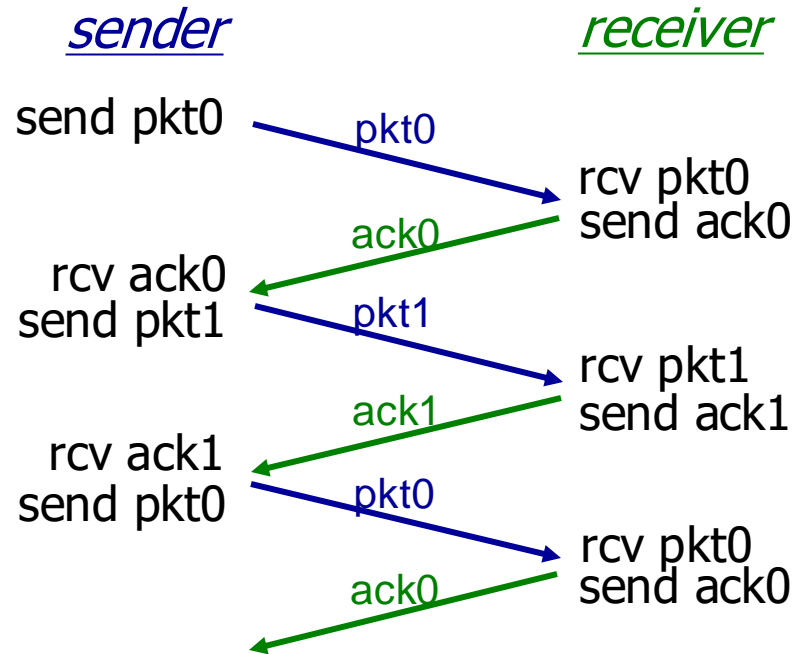 sender
receiver
send pkt0
pkt0
rcv pkt0
send ack0
ack0
rcv ack0
send pkt1
pkt1
rcv pkt1
send ack1
ack1
rcv ack1
send pkt0
pkt0
rcv pkt0
send ack0
ack0